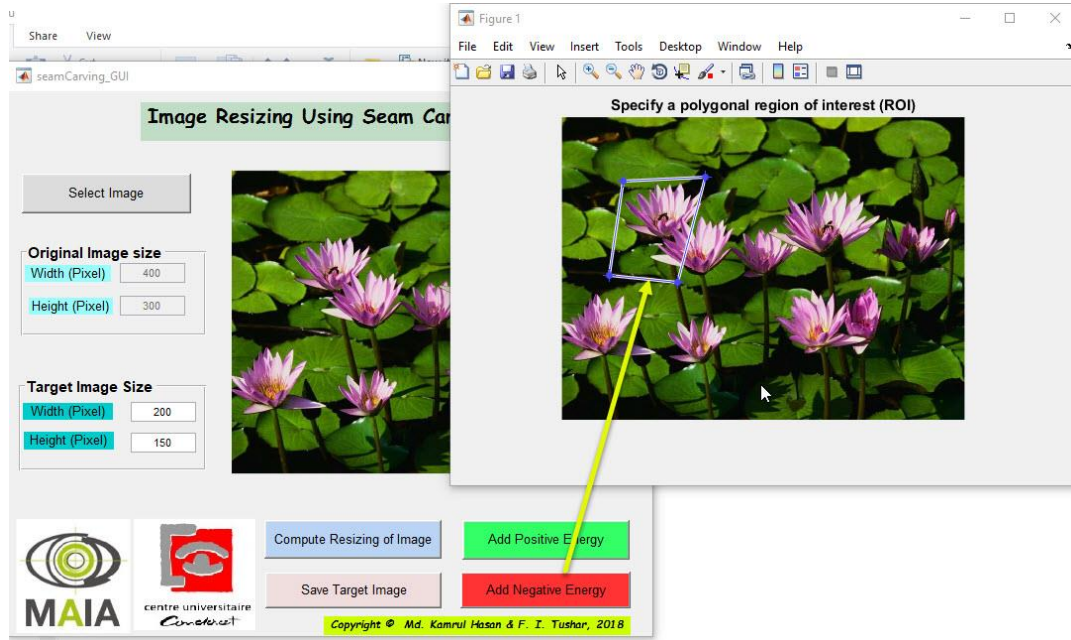 Share View
seamCarving_GUI
Image Resizing Using Seam Car
Select Image
Original Image size
Width (Pixel) 400
Height (Pixel) 300
Target Image Size
Width (Pixel) 200
Height (Pixel) 150
Compute Resizing of Image
Add Positive Energy
Save Target Image
Add Negative Energy
MAIA
centre universitaire
Condorcet
Copyright © Md. Kamrul Hasan & F. I. Tushar, 2018
Figure 1
File Edit View Insert Tools Desktop Window Help
Specify a polygonal region of interest (ROI)